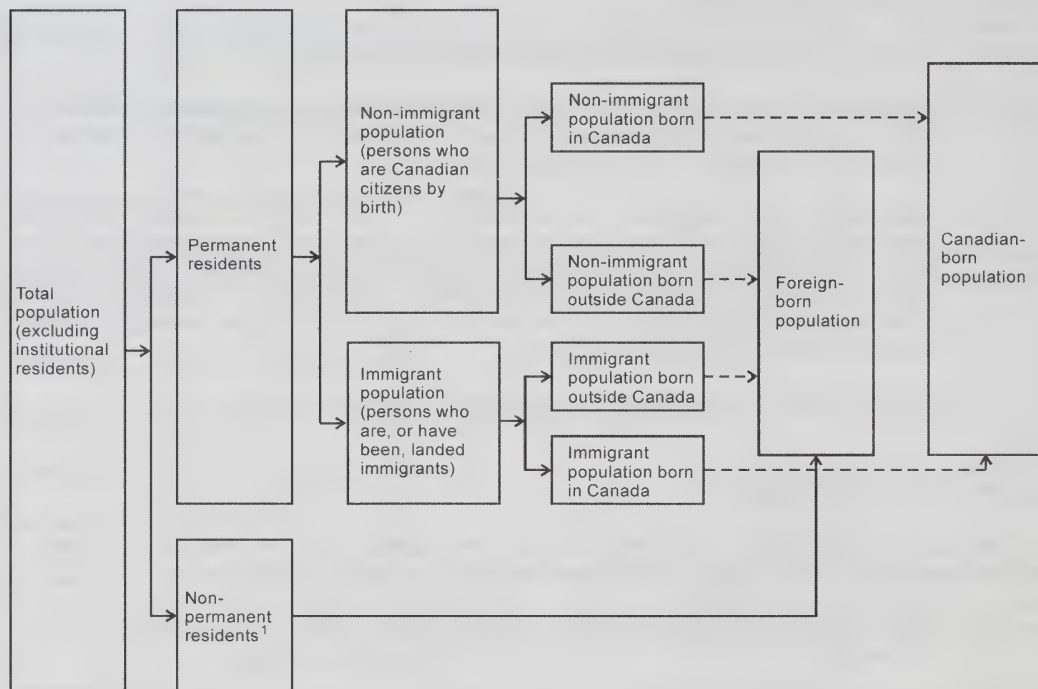 Total
population
(excluding
institutional
residents)
Permanent
residents
Non-
permanent
residents¹
Non-immigrant
population
(persons who
are Canadian
citizens by
birth)
Immigrant
population
(persons who
are, or have
been, landed
immigrants)
Non-immigrant
population born
in Canada
Non-immigrant
population born
outside Canada
Immigrant
population born
outside Canada
Immigrant
population born
in Canada
Foreign-
born
population
Canadian-
born
population